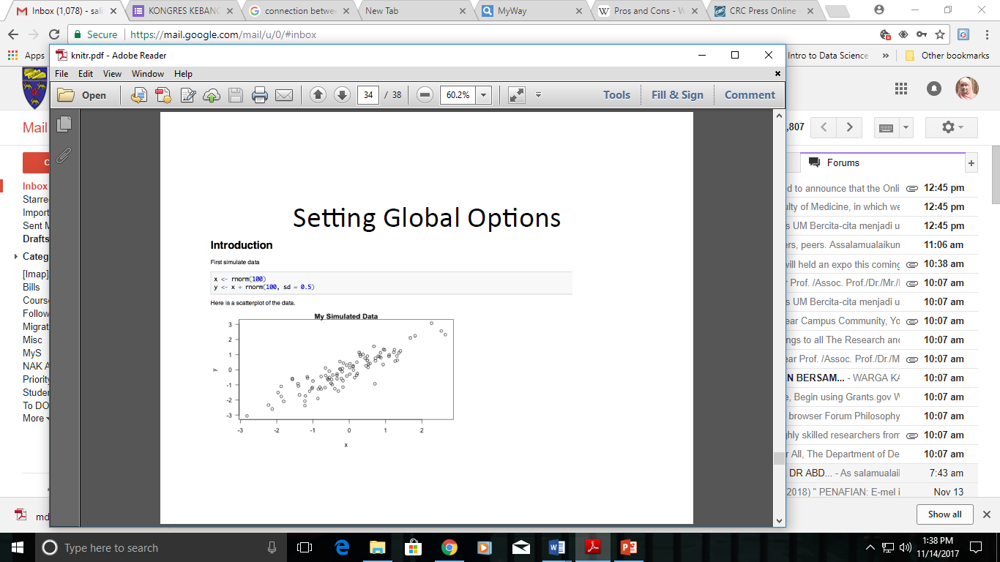 Inbox (1,078) - sali
KONGRES KEBANG
connection betwee
New Tab
MyWay
Pros and Cons - W
CRC Press Online -
Secure
https://mail.google.com/mail/u/0/#inbox
Apps
Intro to Data Science
»
Other bookmarks
knitr.pdf - Adobe Reader
File Edit View Window Help
Open
34 / 38
60.2%
Tools
Fill & Sign
Comment
Mail
,807
C
Forums
+
Inbox
Starre
Import
Sent M
Drafts
Categ
[Imap]
Bills
Course
Follow
Migrat
Misc
MyS
NAK A
Priority
Studen
To DO
More
Setting Global Options
Introduction
First simulate data
x <- rnorm(100)
y <- x + rnorm(100, sd = 0.5)
Here is a scatterplot of the data.
My Simulated Data
3
2
1
0
-1
-2
-3
y
-3 -2 -1 0 1 2
x
d to announce that the Onli 12:45 pm
ulty of Medicine, in which we 12:45 pm
s UM Bercita-cita menjadi u 12:45 pm
ers, peers. Assalamualaikun 11:06 am
will held an expo this coming 10:38 am
r Prof. /Assoc. Prof./Dr./Mr./ 10:07 am
s UM Bercita-cita menjadi u 10:07 am
ear Campus Community, Yo 10:07 am
ngs to all The Research and 10:07 am
ear Prof. /Assoc. Prof./Dr./M 10:07 am
N BERSAM... - WARGA KA 10:07 am
e, Begin using Grants.gov W 10:07 am
browser Forum Philosophy 10:07 am
ghly skilled researchers from 10:07 am
r All, The Department of De 10:07 am
DR ABD... - As salamualai 7:43 am
2018) " PENAFIAN: E-mel i Nov 13
md
Show all
Type here to search
1:38 PM
11/14/2017